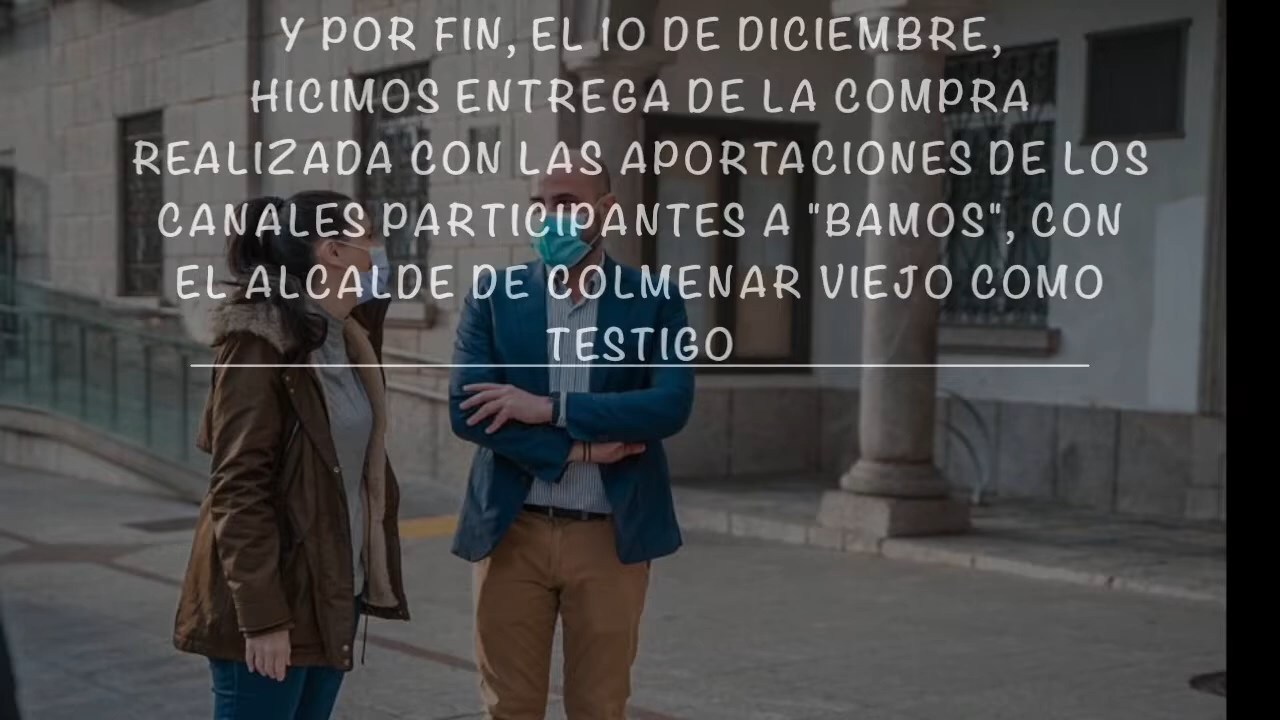 Y POR FIN, EL 10 DE DICIEMBRE,
HICIMOS ENTREGA DE LA COMPRA
REALIZADA CON LAS APORTACIONES DE LOS
CANALES PARTICIPANTES A "BAMOS", CON
EL ALCALDE DE COLMENAR VIEJO COMO
TESTIGO